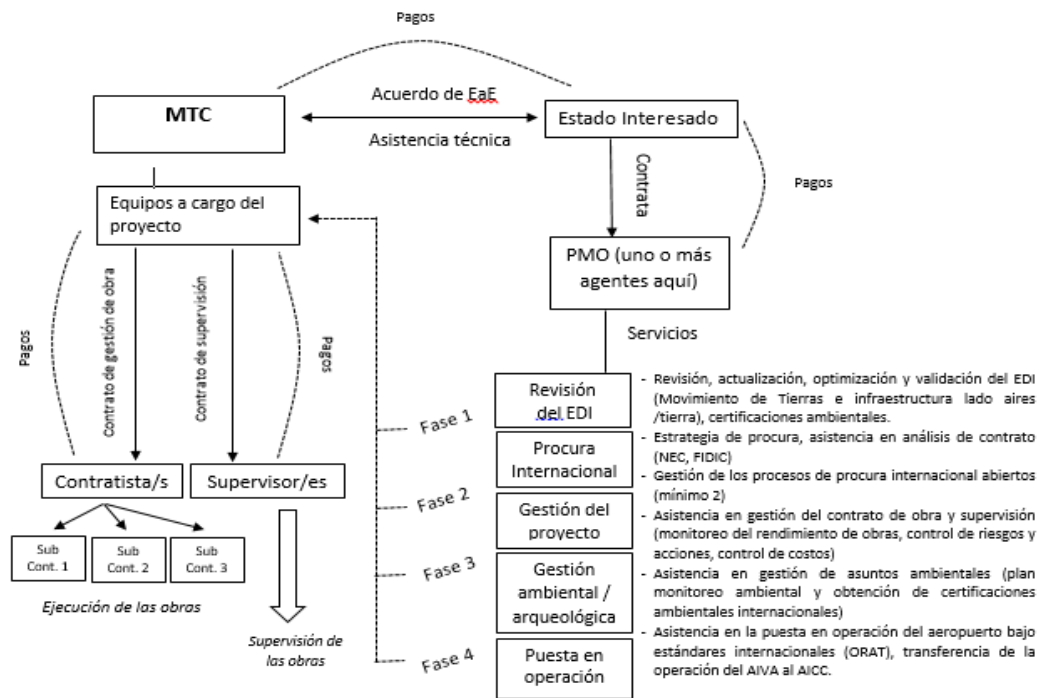 Pagos
MTC
Acuerdo de EaE
Asistencia técnica
Estado Interesado
Pagos
Contrata
Equipos a cargo del
proyecto
PMO (uno o más
agentes aquí)
Servicios
Pagos
Contrato de gestión de obra
Contrato de supervisión
Pagos
Contratista/s
Supervisor/es
Sub
Cont. 1
Sub
Cont. 2
Sub
Cont. 3
Ejecución de las obras
Supervisión de
las obras
Fase 1
Fase 2
Fase 3
Fase 4
Revisión
del EDI
- Revisión, actualización, optimización y validación del EDI
(Movimiento de Tierras e infraestructura lado aires
/tierra), certificaciones ambientales.
Procura
Internacional
- Estrategia de procura, asistencia en análisis de contrato
(NEC, FIDIC)
- Gestión de los procesos de procura internacional abiertos
(mínimo 2)
Gestión del
proyecto
- Asistencia en gestión del contrato de obra y supervisión
(monitoreo del rendimiento de obras, control de riesgos y
acciones, control de costos)
Gestión
ambiental /
arqueológica
- Asistencia en gestión de asuntos ambientales (plan
monitoreo ambiental y obtención de certificaciones
ambientales internacionales)
Puesta en
operación
- Asistencia en la puesta en operación del aeropuerto bajo
estándares internacionales (ORAT), transferencia de la
operación del AIVA al AICC.